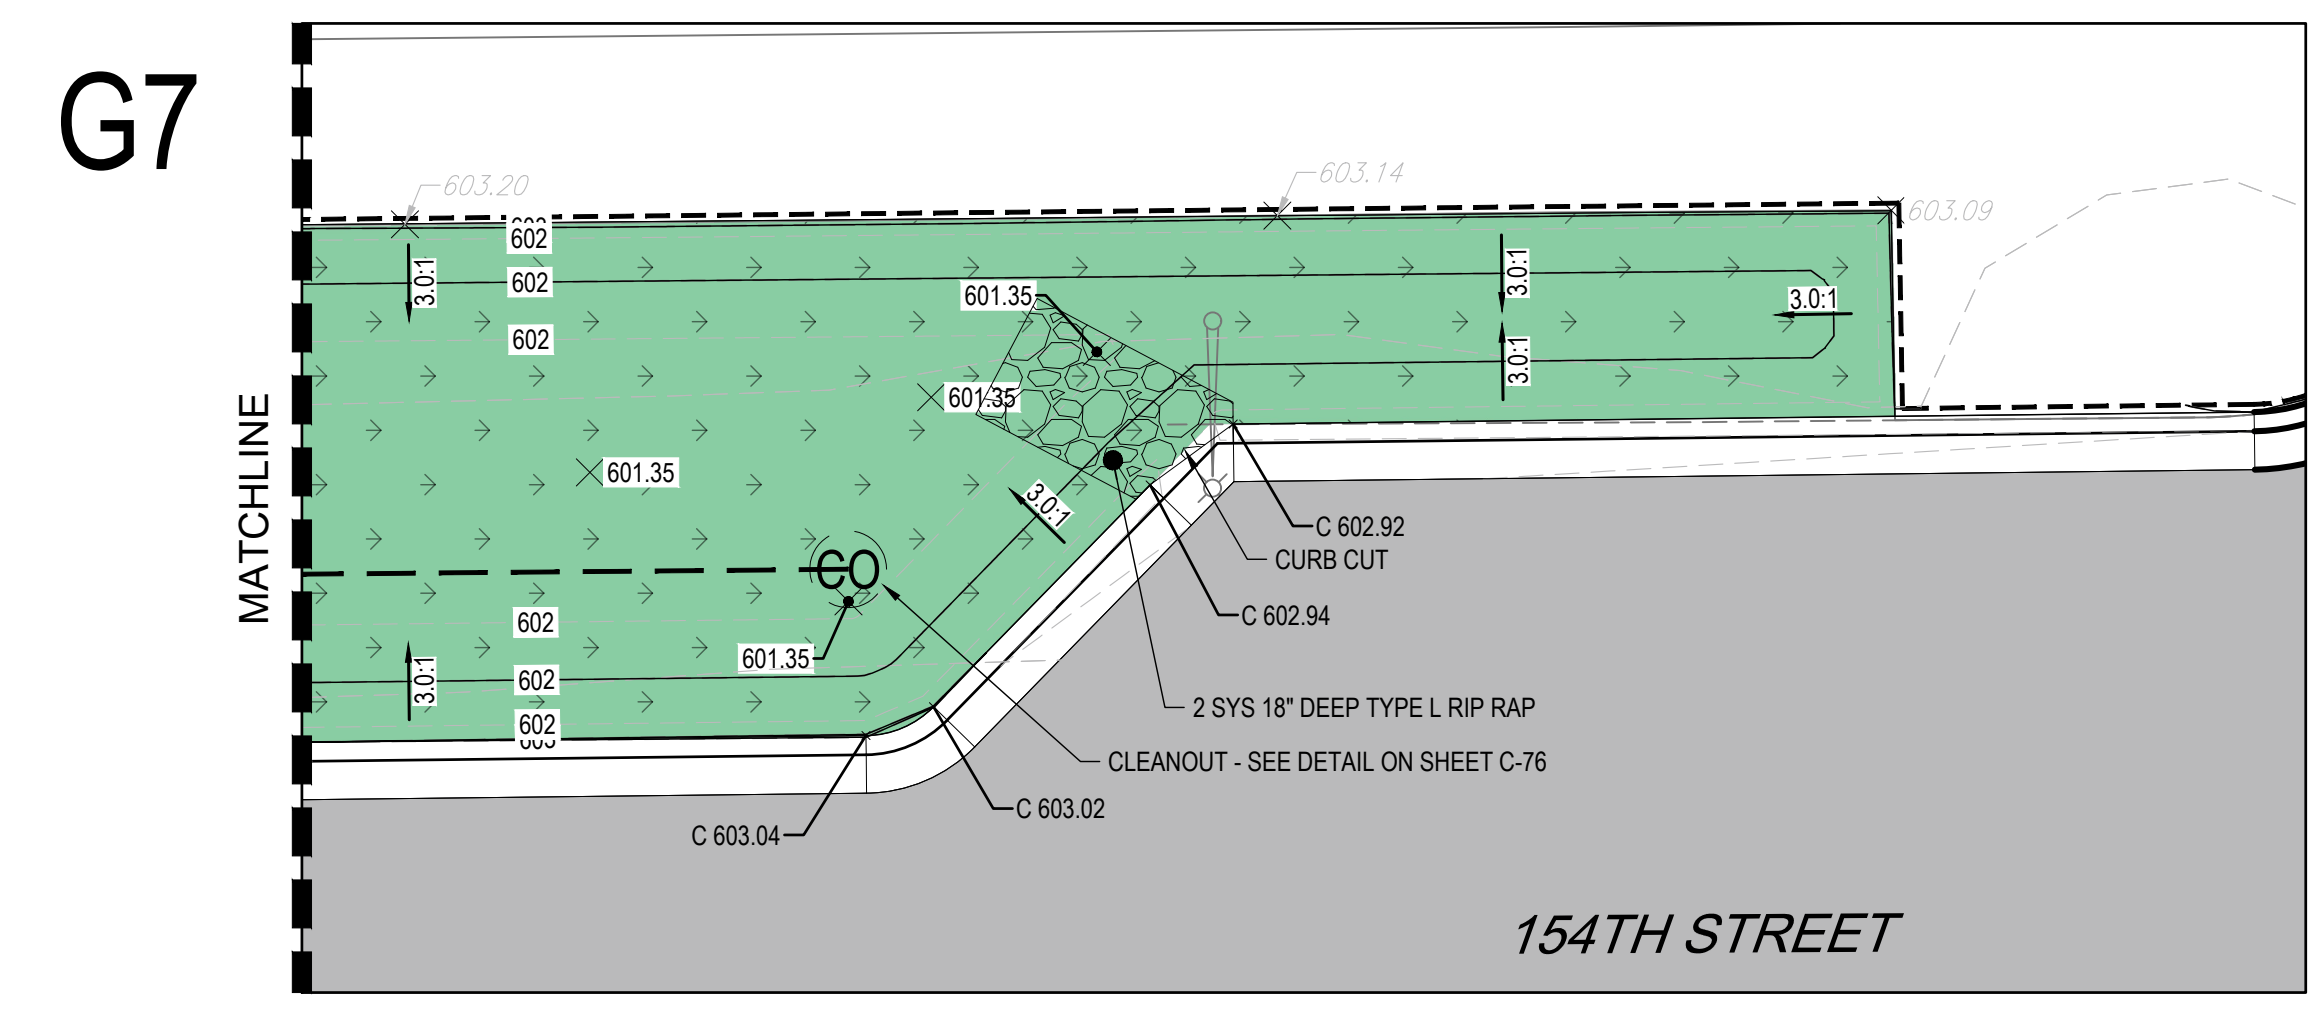 G7
603.20
603.14
603.09
602
602
3.0:1
3.0:1
3.0:1
601.35
602
3.0:1
601.35
601.35
MATCHLINE
3.0:1
C 602.92
CURB CUT
CO
C 602.94
602
601.35
3.0:1
602
2 SYS 18" DEEP TYPE L RIP RAP
602
603
CLEANOUT - SEE DETAIL ON SHEET C-76
C 603.02
C 603.04
154TH STREET